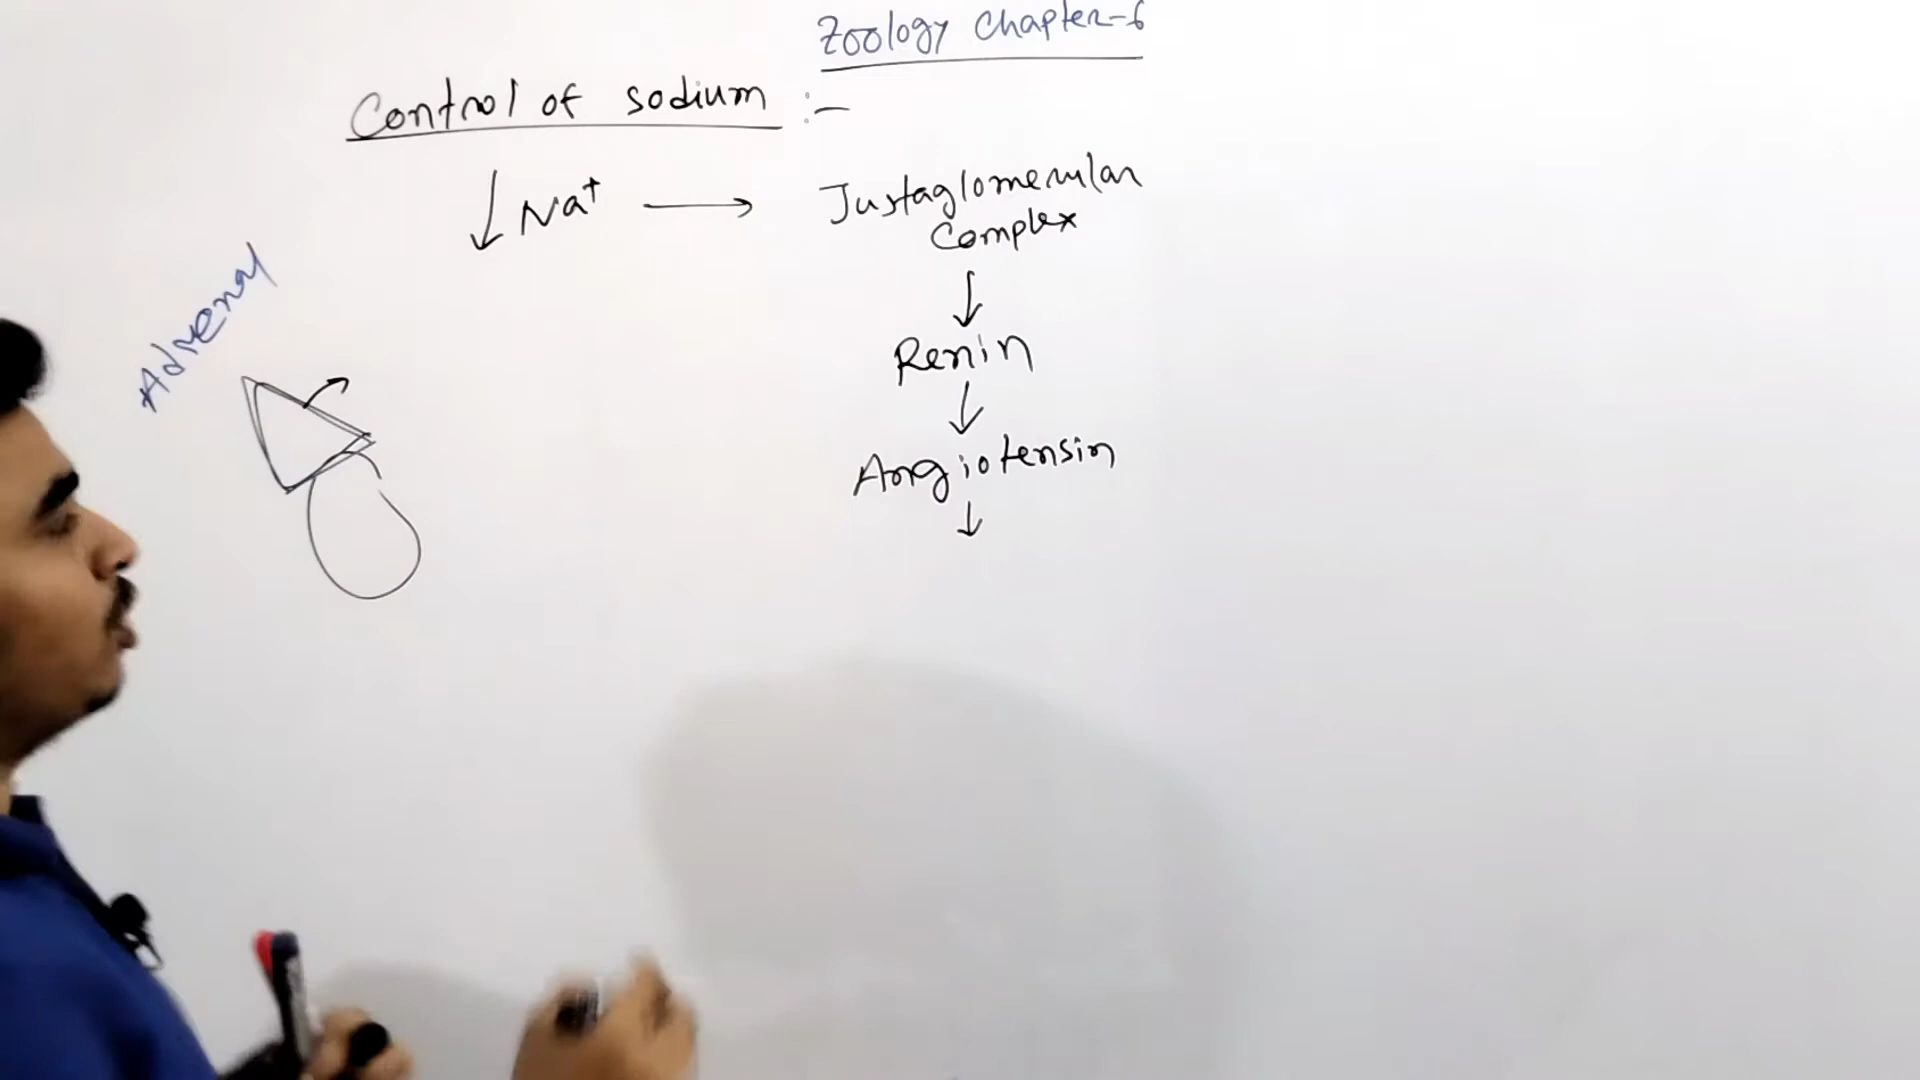 Zoology Chapter-6
Control of sodium :-
↓ Na+ → Justaglomerular
Complex
↓
Renin
↓
Angiotensin
↓
Adrenal